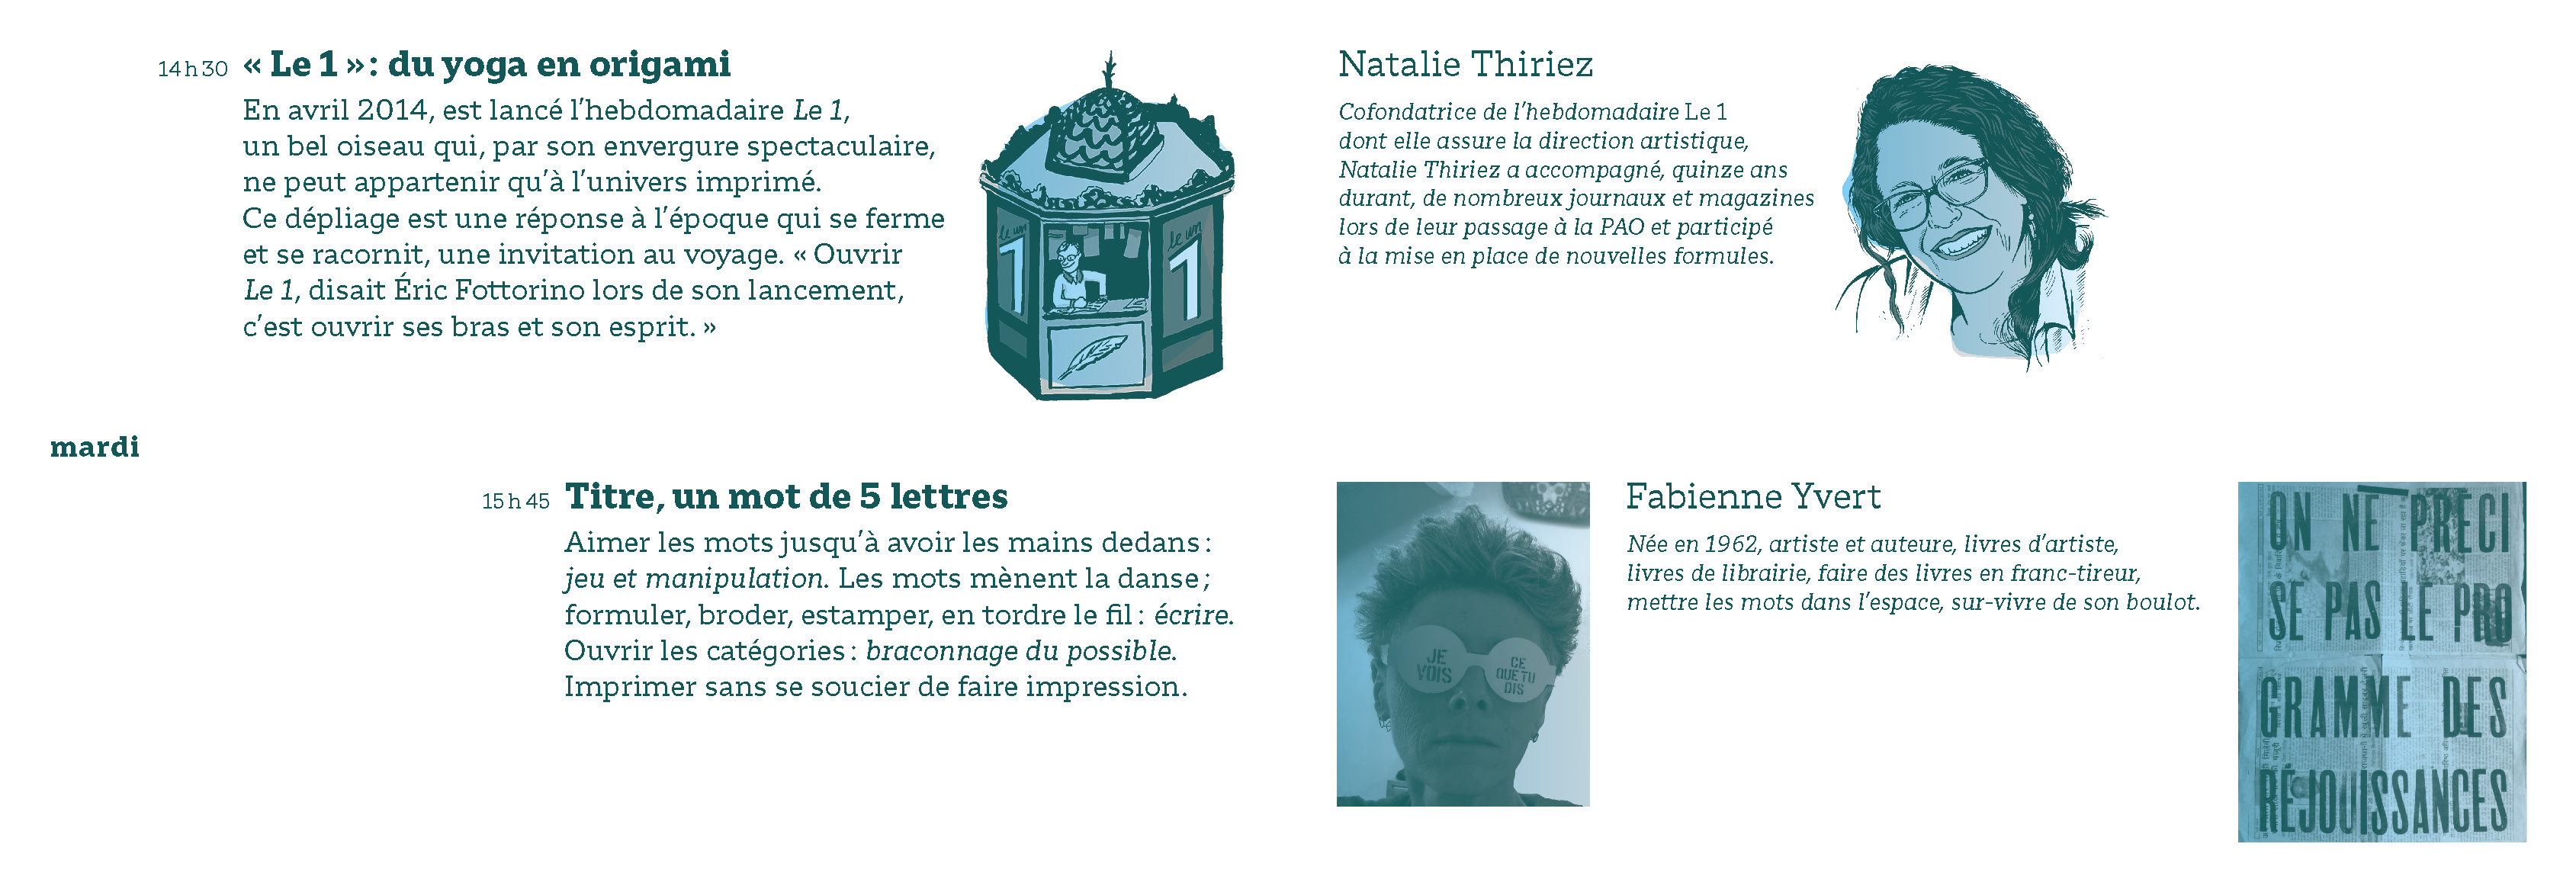 14 h 30 « Le 1 » : du yoga en origami
En avril 2014, est lancé l’hebdomadaire Le 1,
un bel oiseau qui, par son envergure spectaculaire,
ne peut appartenir qu’à l’univers imprimé.
Ce dépliage est une réponse à l’époque qui se ferme
et se racornit, une invitation au voyage. « Ouvrir
Le 1, disait Éric Fottorino lors de son lancement,
c’est ouvrir ses bras et son esprit. »
le un
1
le un
1
Natalie Thiriez
Cofondatrice de l’hebdomadaire Le 1
dont elle assure la direction artistique,
Natalie Thiriez a accompagné, quinze ans
durant, de nombreux journaux et magazines
lors de leur passage à la PAO et participé
à la mise en place de nouvelles formules.
mardi
15 h 45 Titre, un mot de 5 lettres
Aimer les mots jusqu’à avoir les mains dedans :
jeu et manipulation. Les mots mènent la danse ;
formuler, broder, estamper, en tordre le fil : écrire.
Ouvrir les catégories : braconnage du possible.
Imprimer sans se soucier de faire impression.
JE
VOIS
CE
QUE TU
DIS
Fabienne Yvert
Née en 1962, artiste et auteure, livres d’artiste,
livres de librairie, faire des livres en franc-tireur,
mettre les mots dans l’espace, sur-vivre de son boulot.
ON NE PRÉCI
SE PAS LE PRO
GRAMME DES
RÉJOUISSANCES